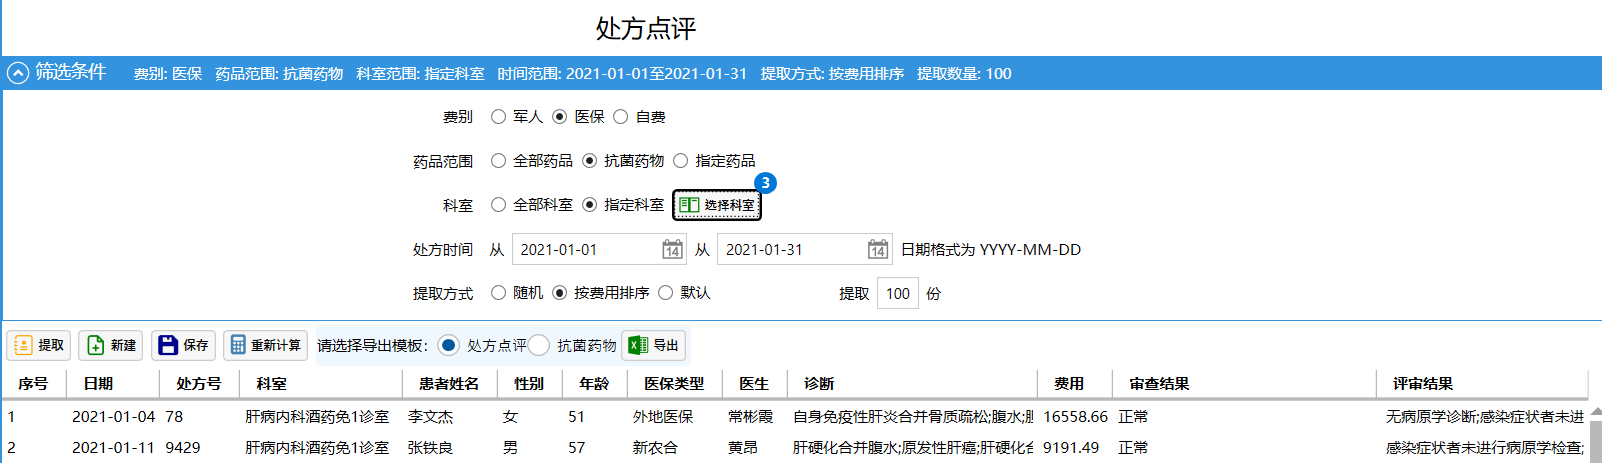 处方点评
筛选条件 费别: 医保 药品范围: 抗菌药物 科室范围: 指定科室 时间范围: 2021-01-01至2021-01-31 提取方式: 按费用排序 提取数量: 100
费别 军人 医保 自费
药品范围 全部药品 抗菌药物 指定药品
3
科室 全部科室 指定科室 选择科室
处方时间 从 2021-01-01 14 从 2021-01-31 14 日期格式为 YYYY-MM-DD
提取方式 随机 按费用排序 默认 提取 100 份
提取 新建 保存 重新计算 请选择导出模板: 处方点评 抗菌药物 导出
序号 日期 处方号 科室 患者姓名 性别 年龄 医保类型 医生 诊断 费用 审查结果 评审结果
1 2021-01-04 78 肝病内科酒药免1诊室 李文杰 女 51 外地医保 常彬霞 自身免疫性肝炎合并骨质疏松;腹水; 16558.66 正常 无病原学诊断;感染症状者未进
2 2021-01-11 9429 肝病内科酒药免1诊室 张铁良 男 57 新农合 黄昂 肝硬化合并腹水;原发性肝癌;肝硬化合 9191.49 正常 感染症状者未进行病原学检查;